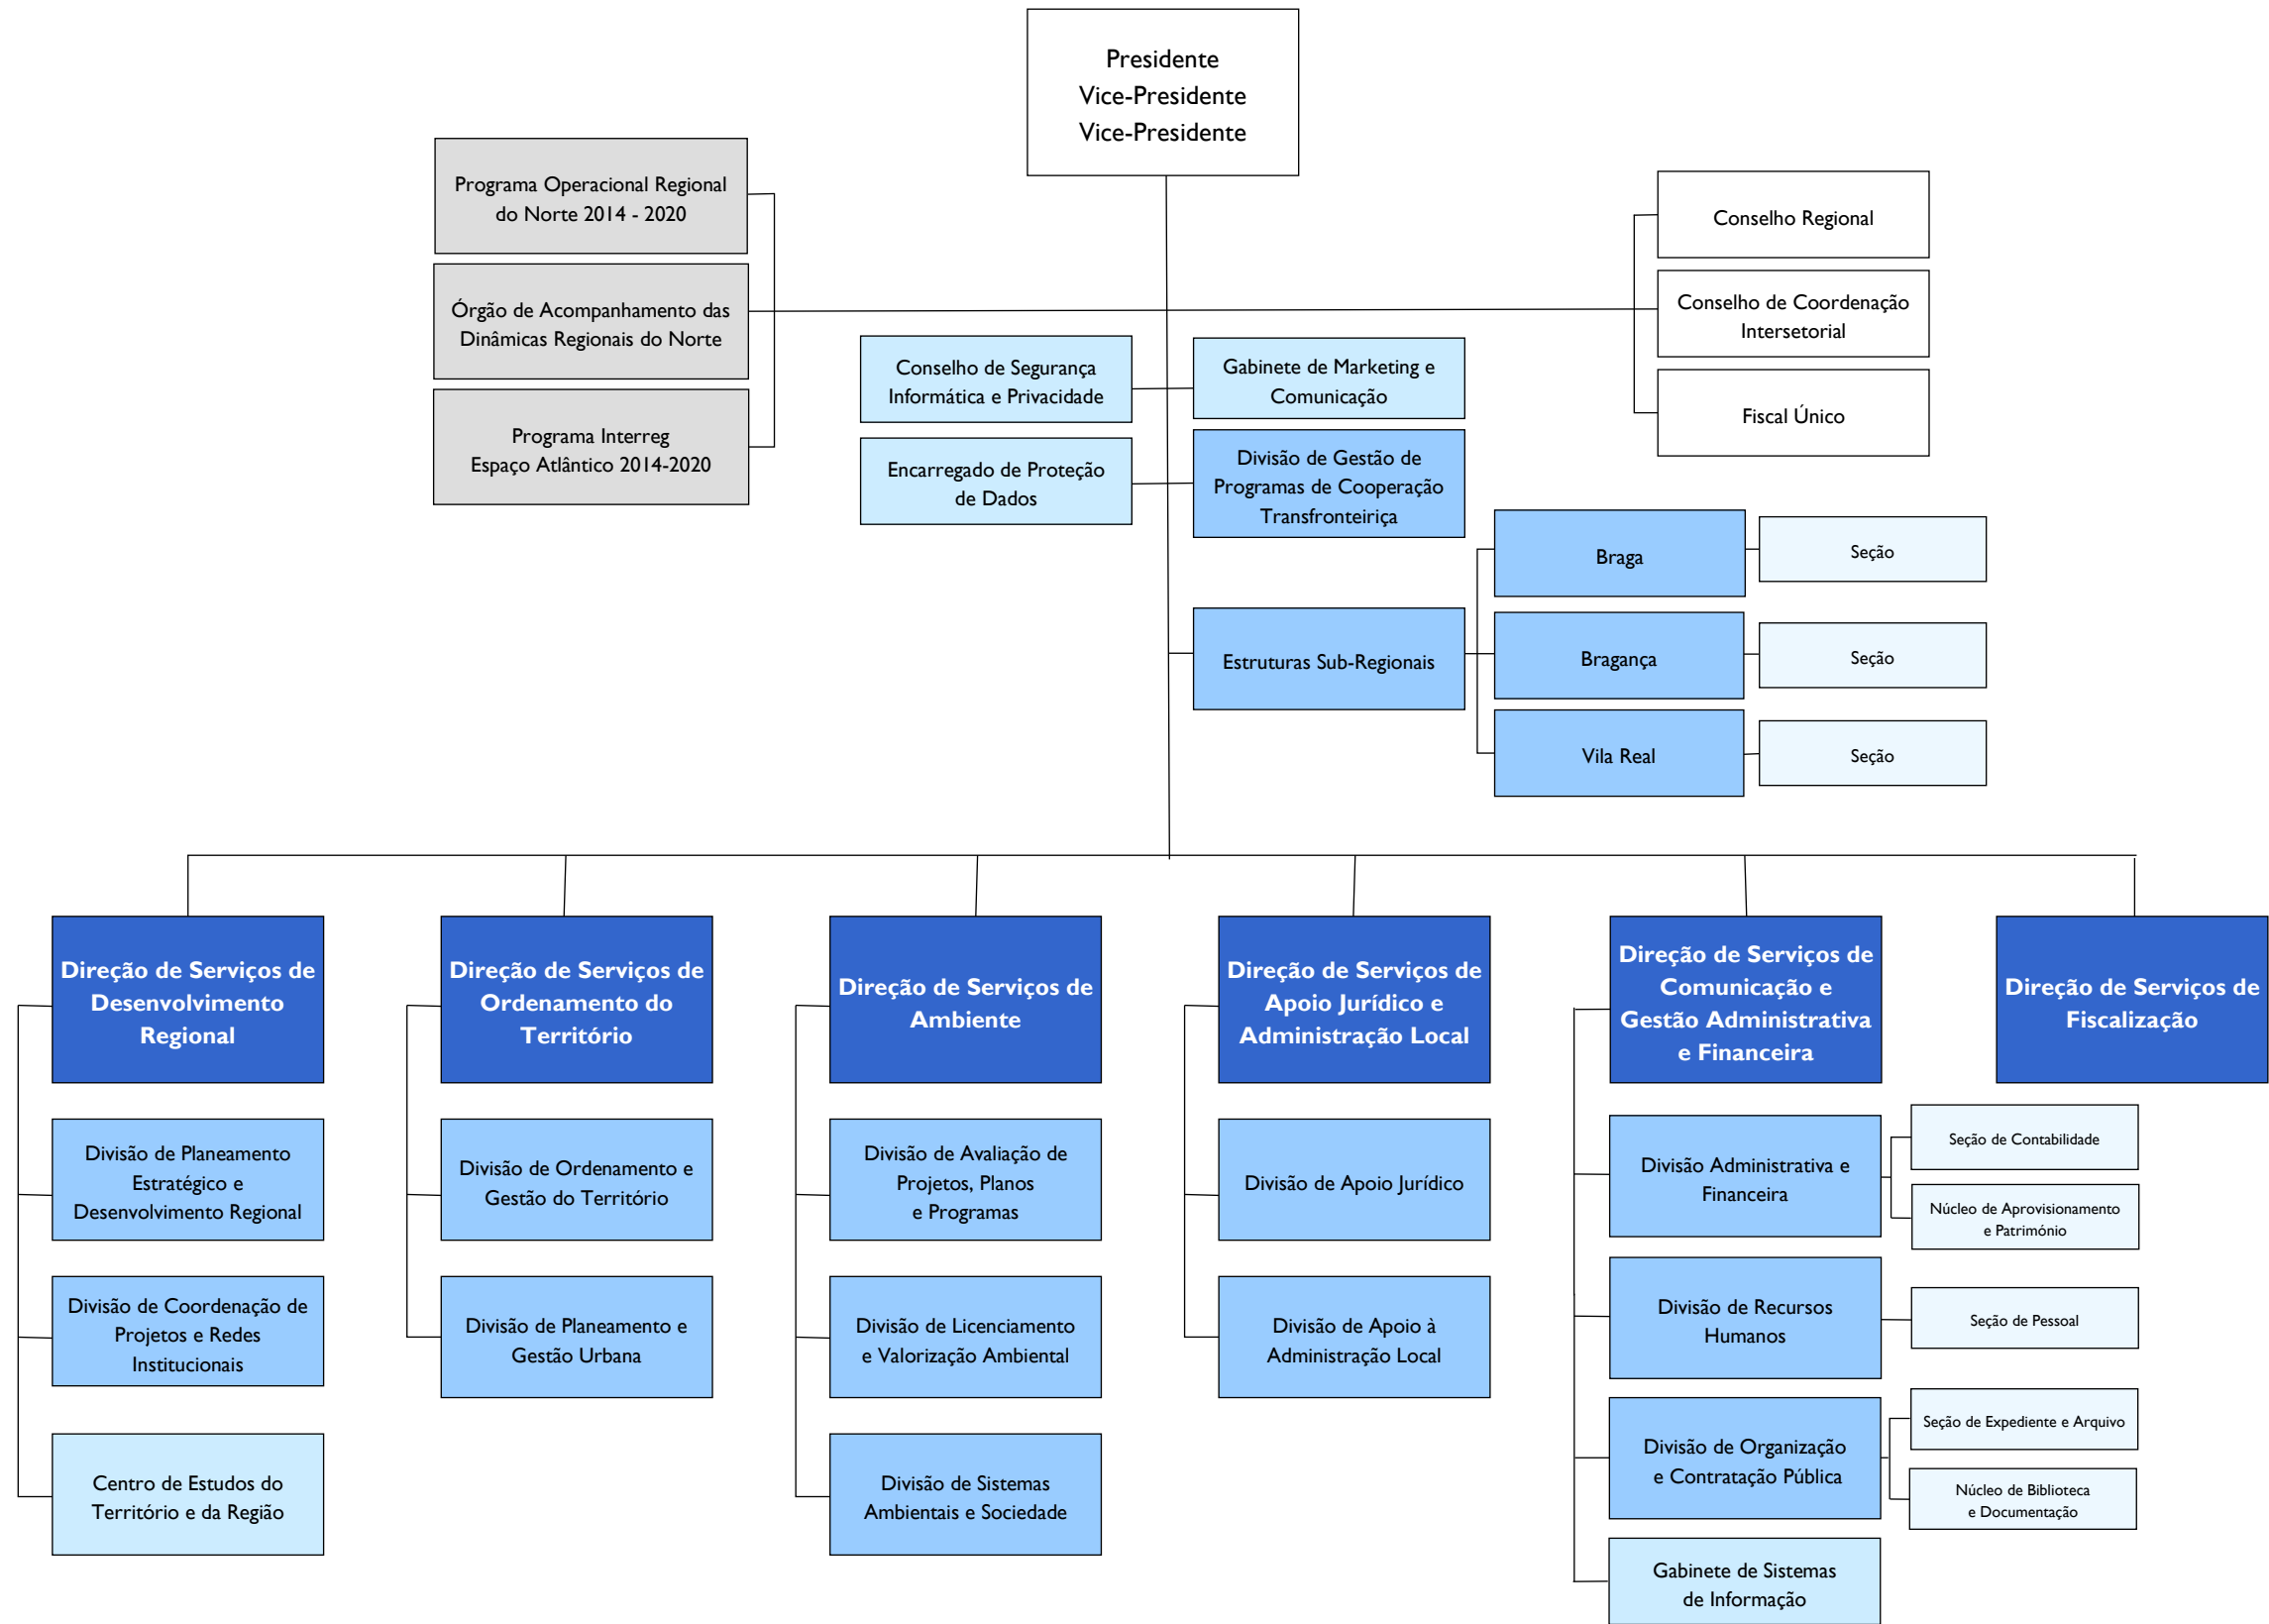 Presidente
Vice-Presidente
Vice-Presidente
Programa Operacional Regional
do Norte 2014 - 2020
Órgão de Acompanhamento das
Dinâmicas Regionais do Norte
Programa Interreg
Espaço Atlântico 2014-2020
Conselho Regional
Conselho de Coordenação
Intersetorial
Fiscal Único
Conselho de Segurança
Informática e Privacidade
Gabinete de Marketing e
Comunicação
Encarregado de Proteção
de Dados
Divisão de Gestão de
Programas de Cooperação
Transfronteiriça
Estruturas Sub-Regionais
Braga
Seção
Bragança
Seção
Vila Real
Seção
Direção de Serviços de
Desenvolvimento
Regional
Divisão de Planeamento
Estratégico e
Desenvolvimento Regional
Divisão de Coordenação de
Projetos e Redes
Institucionais
Centro de Estudos do
Território e da Região
Direção de Serviços de
Ordenamento do
Território
Divisão de Ordenamento e
Gestão do Território
Divisão de Planeamento e
Gestão Urbana
Direção de Serviços de
Ambiente
Divisão de Avaliação de
Projetos, Planos
e Programas
Divisão de Licenciamento
e Valorização Ambiental
Divisão de Sistemas
Ambientais e Sociedade
Direção de Serviços de
Apoio Jurídico e
Administração Local
Divisão de Apoio Jurídico
Divisão de Apoio à
Administração Local
Direção de Serviços de
Comunicação e
Gestão Administrativa
e Financeira
Divisão Administrativa e
Financeira
Seção de Contabilidade
Núcleo de Aprovisionamento
e Património
Divisão de Recursos
Humanos
Seção de Pessoal
Divisão de Organização
e Contratação Pública
Seção de Expediente e Arquivo
Núcleo de Biblioteca
e Documentação
Gabinete de Sistemas
de Informação
Direção de Serviços de
Fiscalização